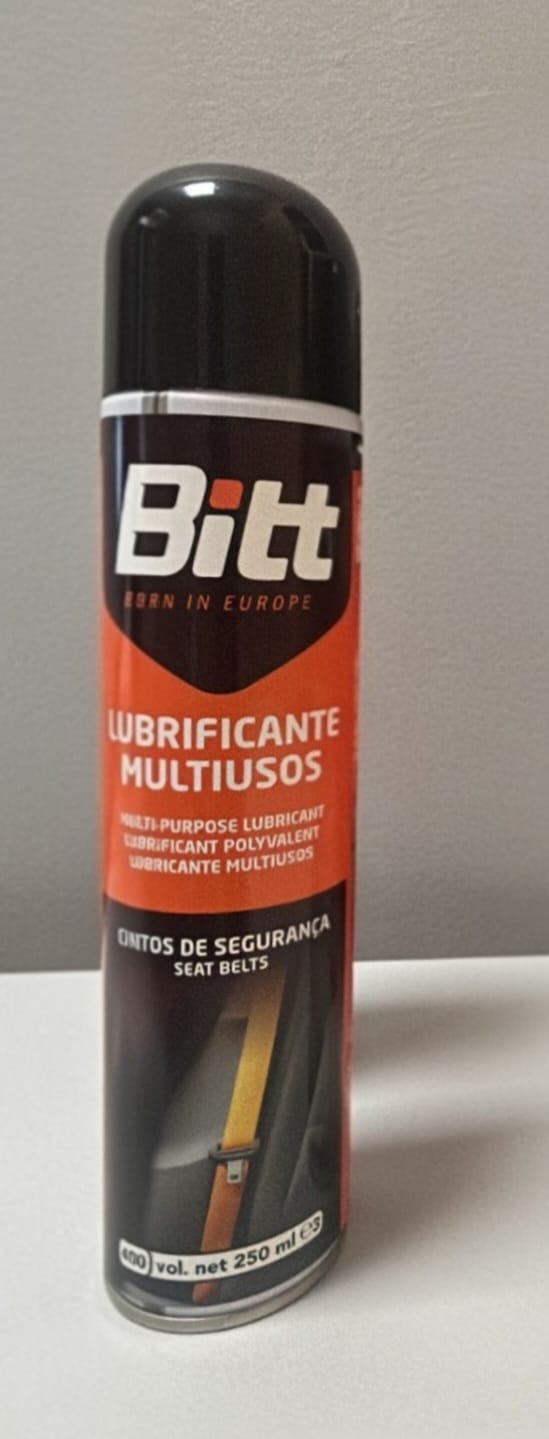 Bitt
BORN IN EUROPE
LUBRIFICANTE
MULTIUSOS
MULTI-PURPOSE LUBRICANT
LUBRIFICANT POLYVALENT
LUBRICANTE MULTIUSOS
CINTOS DE SEGURANÇA
SEAT BELTS
400 vol. net 250 ml e3